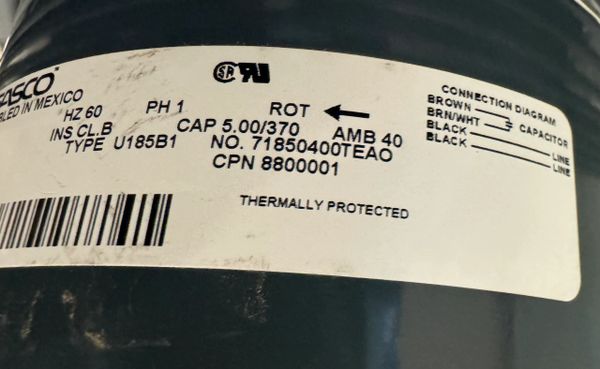 FASCO
BLED IN MEXICO
HZ 60 PH 1 ROT
INS CL.B CAP 5.00/370 AMB 40
TYPE U185B1 NO. 71850400TEAO
CPN 8800001
THERMALLY PROTECTED
CONNECTION DIAGRAM
BROWN
BRN/WHT CAPACITOR
BLACK LINE
BLACK LINE